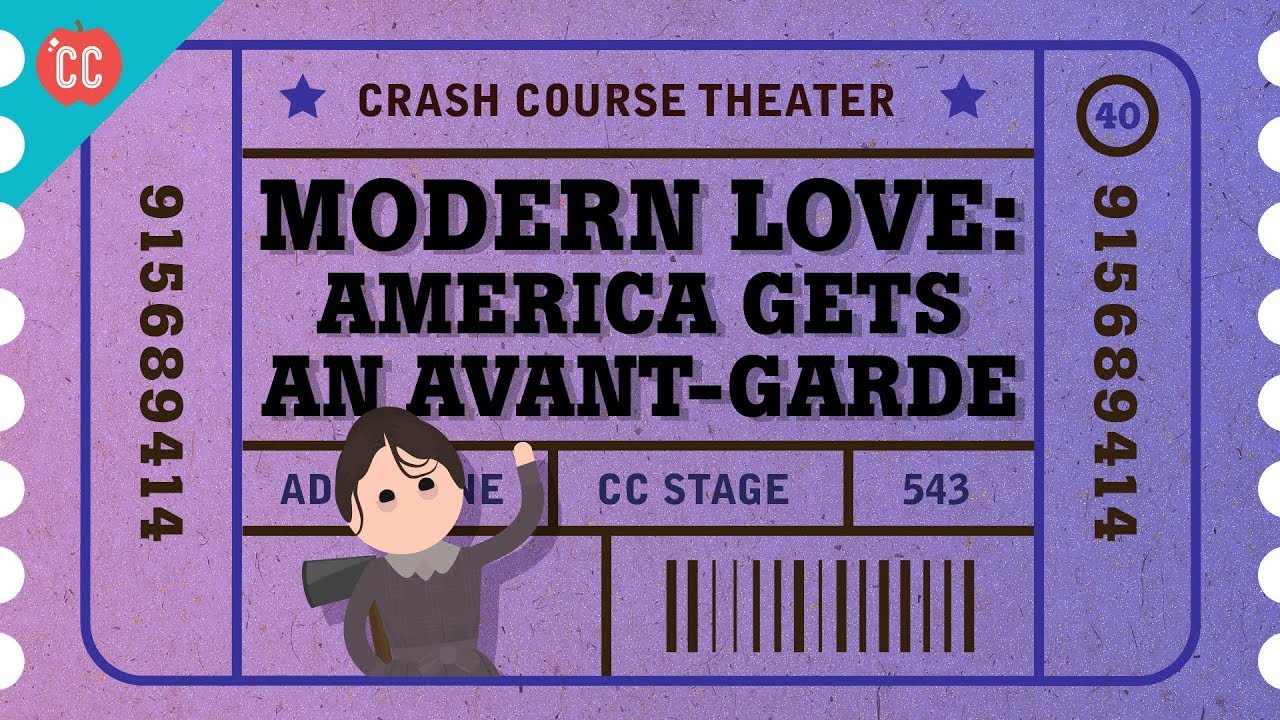 CC
CRASH COURSE THEATER
40
MODERN LOVE:
AMERICA GETS
AN AVANT-GARDE
915689414
915689414
CC STAGE
543